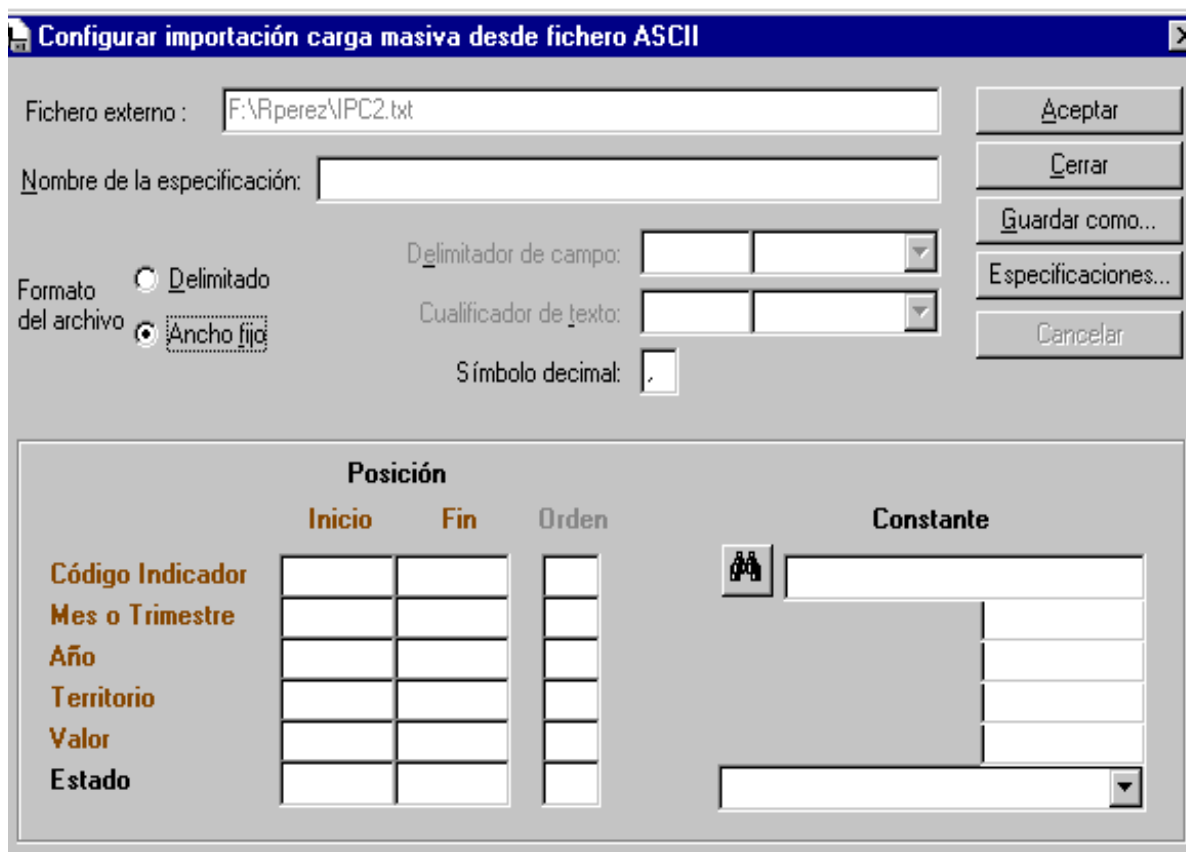 Configurar importación carga masiva desde fichero ASCII
Fichero externo : F:\Rperez\IPC2.txt
Aceptar
Nombre de la especificación:
Cerrar
Guardar como...
Delimitador de campo:
Especificaciones...
Formato del archivo
Delimitado
Ancho fijo
Cualificador de texto:
Cancelar
Símbolo decimal: ,
Posición
Inicio Fin Orden Constante
Código Indicador
Mes o Trimestre
Año
Territorio
Valor
Estado